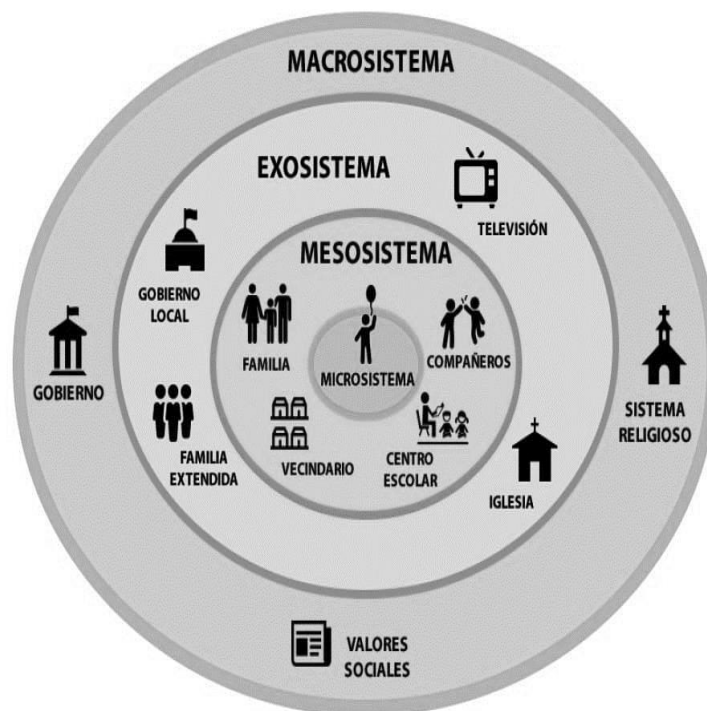 MACROSISTEMA
EXOSISTEMA
TELEVISIÓN
MESOSISTEMA
GOBIERNO
LOCAL
FAMILIA
COMPAÑEROS
MICROSISTEMA
GOBIERNO
SISTEMA
RELIGIOSO
FAMILIA
EXTENDIDA
VECINDARIO
CENTRO
ESCOLAR
IGLESIA
VALORES
SOCIALES